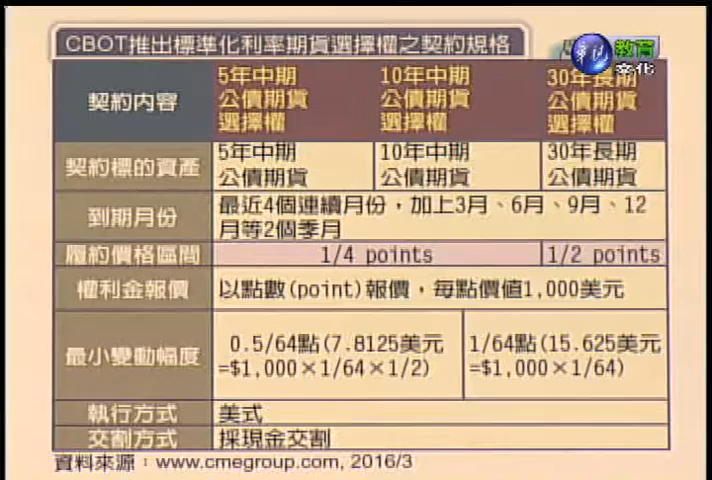 CBOT推出標準化利率期貨選擇權之契約規格
華視
教育
文化
契約內容
5年中期
公債期貨
選擇權
10年中期
公債期貨
選擇權
30年長期
公債期貨
選擇權
契約標的資產
5年中期
公債期貨
10年中期
公債期貨
30年長期
公債期貨
到期月份
最近4個連續月份，加上3月、6月、9月、12
月等2個季月
履約價格區間
1/4 points
1/2 points
權利金報價
以點數(point)報價，每點價值1,000美元
最小變動幅度
0.5/64點(7.8125美元
=$1,000×1/64×1/2)
1/64點(15.625美元
=$1,000×1/64)
執行方式
美式
交割方式
採現金交割
資料來源：www.cmegroup.com, 2016/3